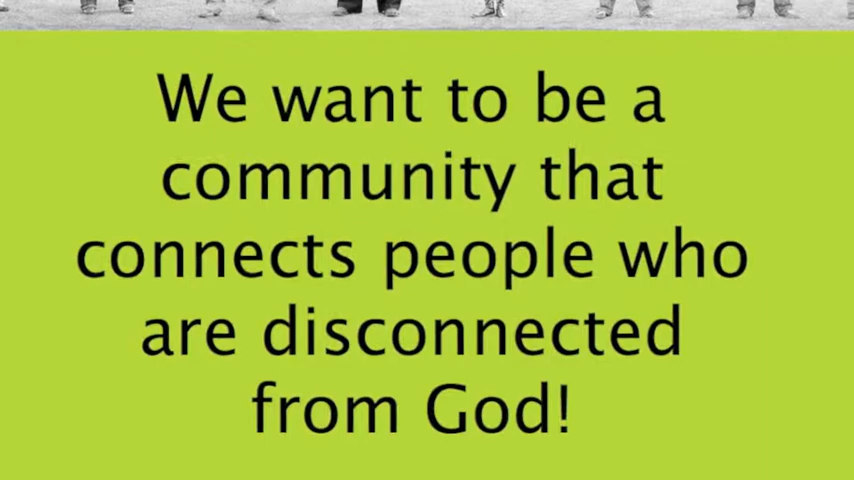 We want to be a
community that
connects people who
are disconnected
from God!